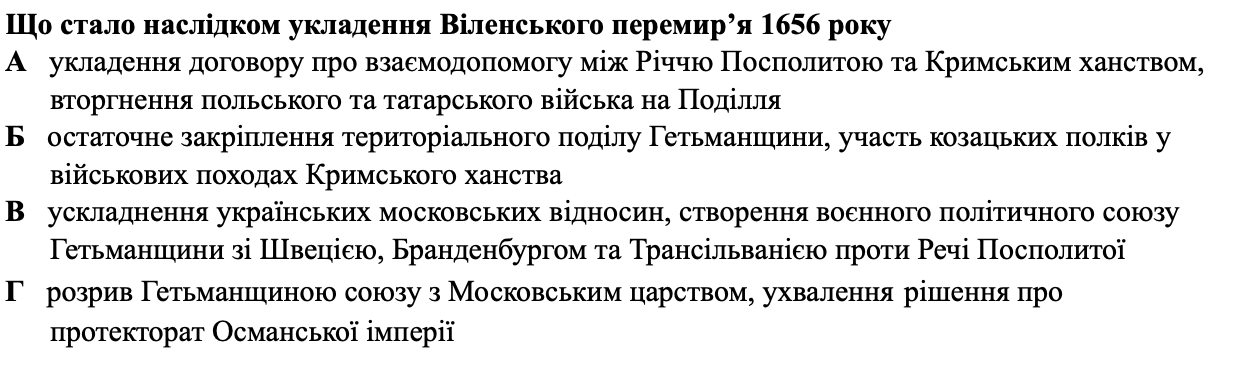 Що стало наслідком укладення Віленського перемир’я 1656 року
А укладення договору про взаємодопомогу між Річчю Посполитою та Кримським ханством,
вторгнення польського та татарського війська на Поділля
Б остаточне закріплення територіального поділу Гетьманщини, участь козацьких полків у
військових походах Кримського ханства
В ускладнення українських московських відносин, створення воєнного політичного союзу
Гетьманщини зі Швецією, Бранденбургом та Трансільванією проти Речі Посполитої
Г розрив Гетьманщиною союзу з Московським царством, ухвалення рішення про
протекторат Османської імперії